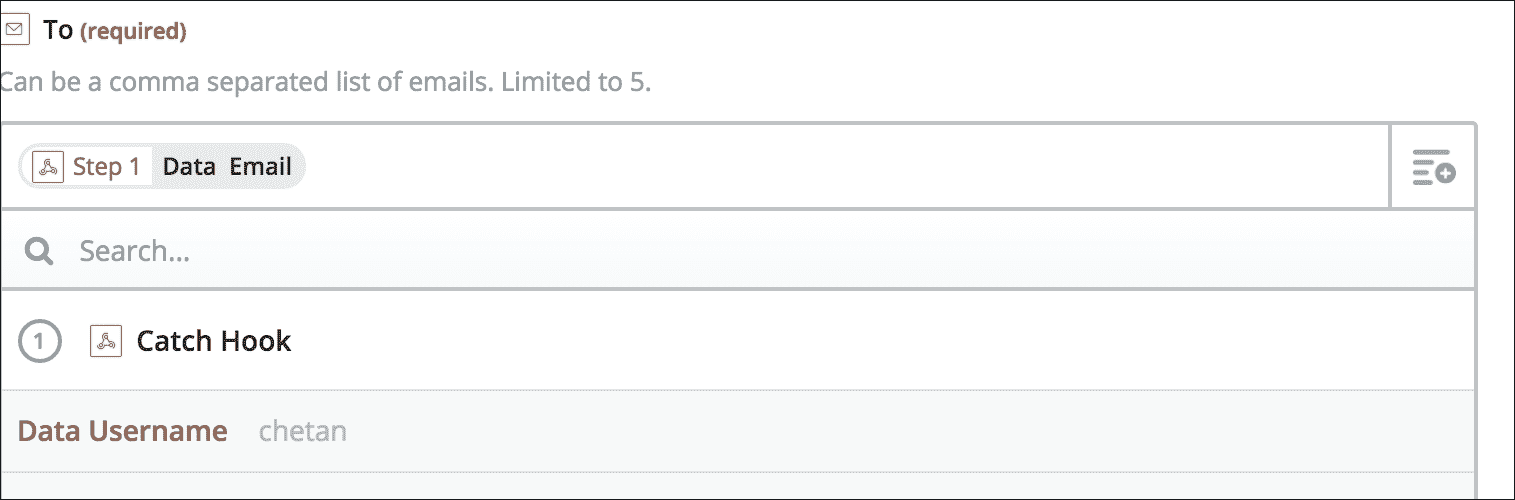 To (required)
Can be a comma separated list of emails. Limited to 5.
Step 1 Data Email
Search...
1 Catch Hook
Data Username chetan